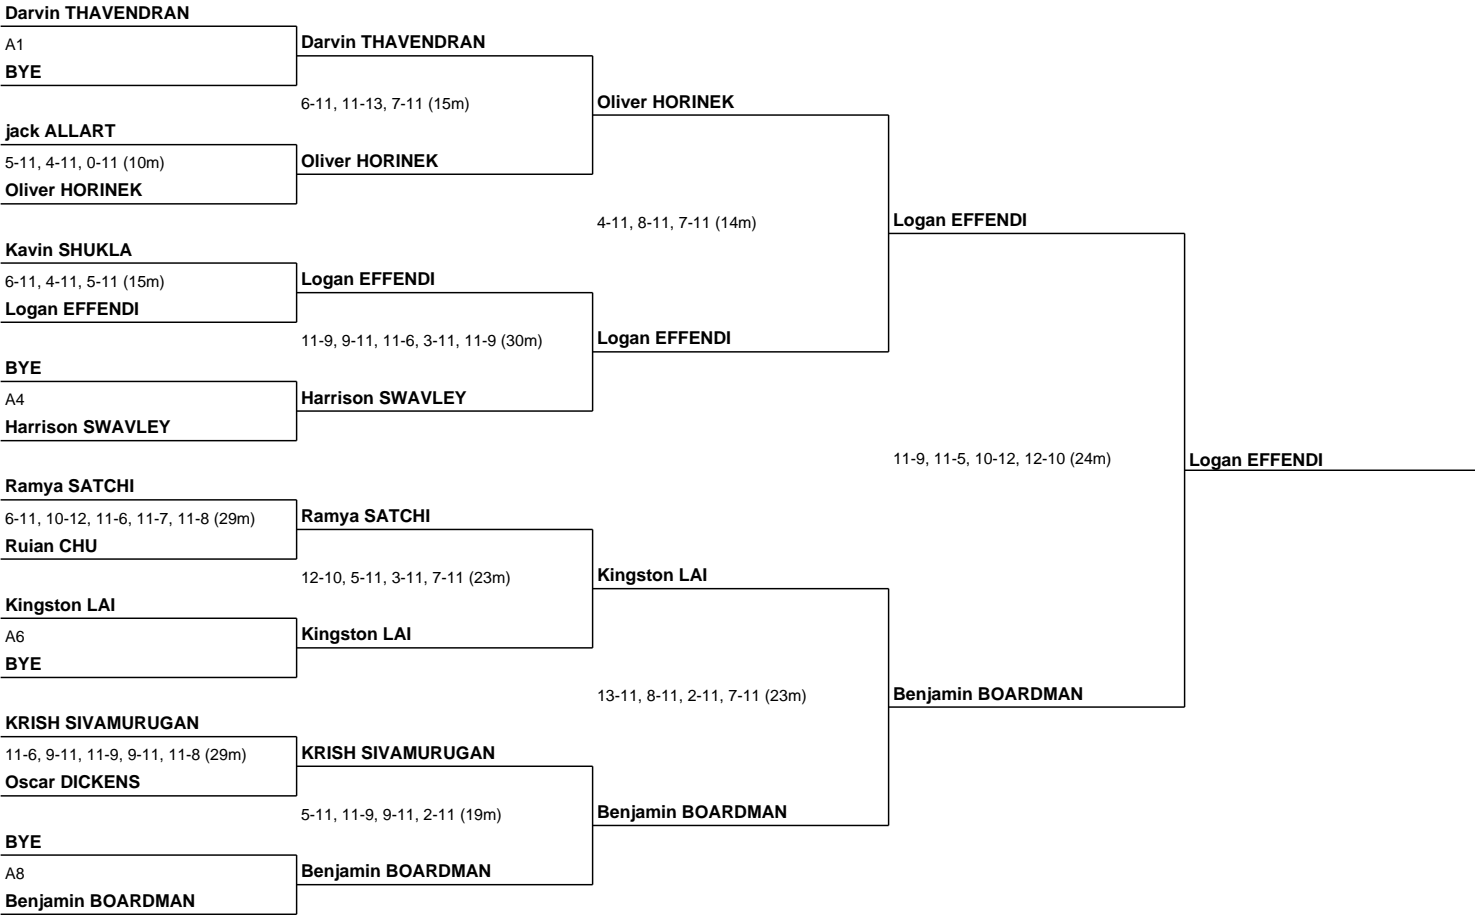 Darvin THAVENDRAN
A1
BYE
Darvin THAVENDRAN
6-11, 11-13, 7-11 (15m)
Oliver HORINEK
jack ALLART
5-11, 4-11, 0-11 (10m)
Oliver HORINEK
Oliver HORINEK
4-11, 8-11, 7-11 (14m)
Logan EFFENDI
Kavin SHUKLA
6-11, 4-11, 5-11 (15m)
Logan EFFENDI
Logan EFFENDI
11-9, 9-11, 11-6, 3-11, 11-9 (30m)
Logan EFFENDI
BYE
A4
Harrison SWAVLEY
Harrison SWAVLEY
11-9, 11-5, 10-12, 12-10 (24m)
Logan EFFENDI
Ramya SATCHI
6-11, 10-12, 11-6, 11-7, 11-8 (29m)
Ruian CHU
Ramya SATCHI
12-10, 5-11, 3-11, 7-11 (23m)
Kingston LAI
Kingston LAI
A6
BYE
Kingston LAI
13-11, 8-11, 2-11, 7-11 (23m)
Benjamin BOARDMAN
KRISH SIVAMURUGAN
11-6, 9-11, 11-9, 9-11, 11-8 (29m)
Oscar DICKENS
KRISH SIVAMURUGAN
5-11, 11-9, 9-11, 2-11 (19m)
Benjamin BOARDMAN
BYE
A8
Benjamin BOARDMAN
Benjamin BOARDMAN